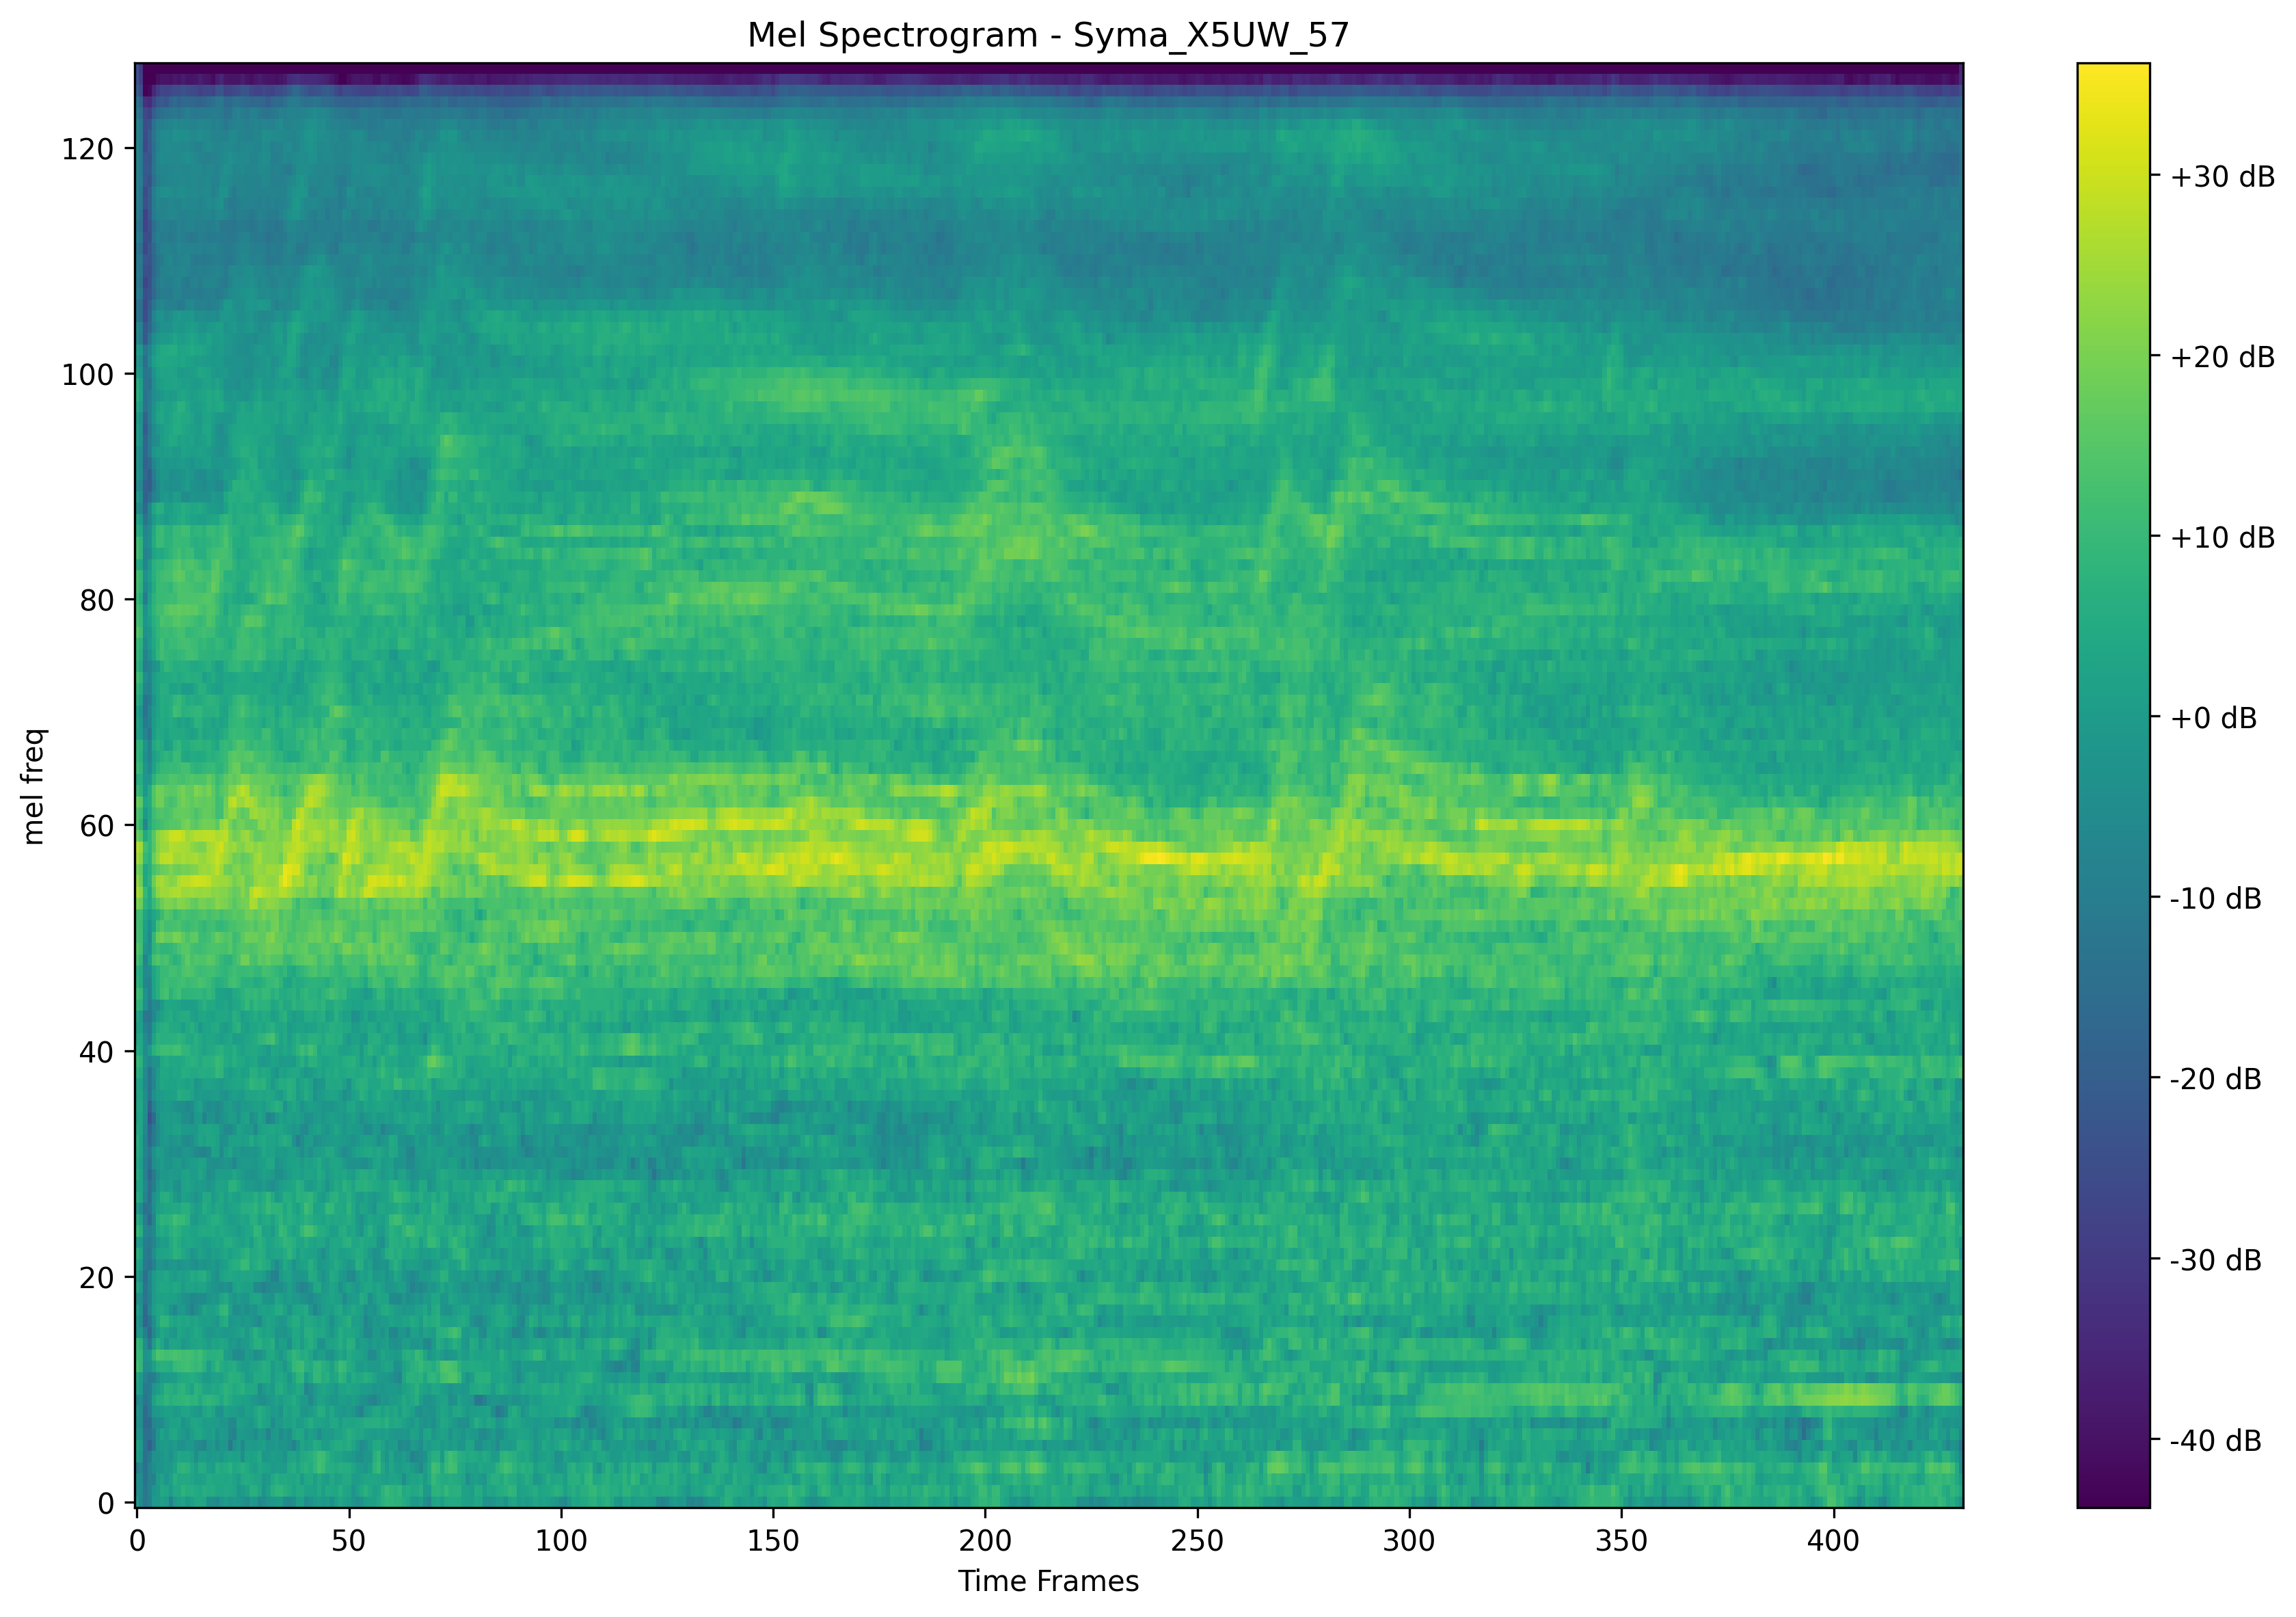 Mel Spectrogram - Syma_X5UW_57
mel freq
120
100
80
60
40
20
0
0 50 100 150 200 250 300 350 400
Time Frames
+30 dB
+20 dB
+10 dB
+0 dB
-10 dB
-20 dB
-30 dB
-40 dB